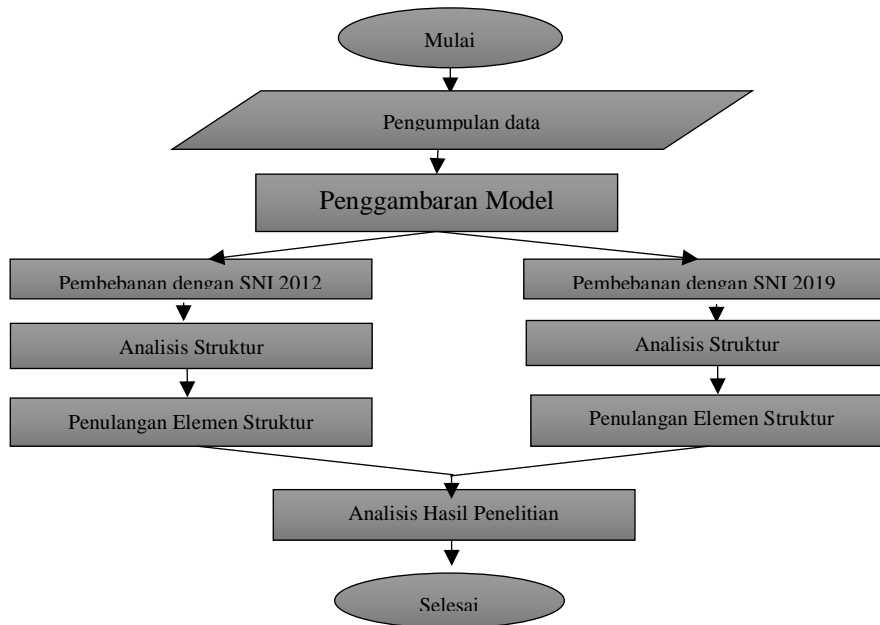 Mulai
Pengumpulan data
Penggambaran Model
Pembebanan dengan SNI 2012
Pembebanan dengan SNI 2019
Analisis Struktur
Analisis Struktur
Penulangan Elemen Struktur
Penulangan Elemen Struktur
Analisis Hasil Penelitian
Selesai